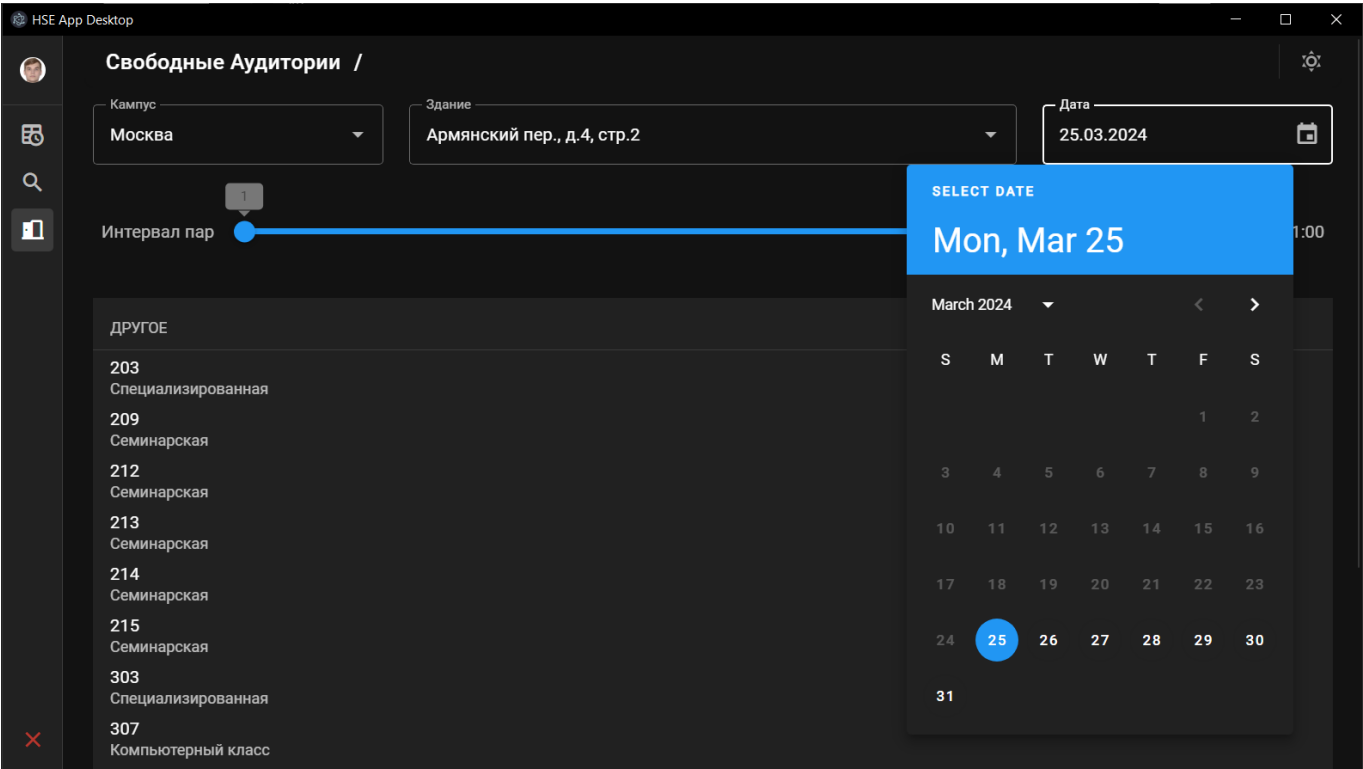 HSE App Desktop
Свободные Аудитории /
Кампус
Москва
Здание
Армянский пер., д.4, стр.2
Дата
25.03.2024
1
Интервал пар
1:00
SELECT DATE
Mon, Mar 25
March 2024
S M T W T F S
1 2
3 4 5 6 7 8 9
10 11 12 13 14 15 16
17 18 19 20 21 22 23
24 25 26 27 28 29 30
31
ДРУГОЕ
203
Специализированная
209
Семинарская
212
Семинарская
213
Семинарская
214
Семинарская
215
Семинарская
303
Специализированная
307
Компьютерный класс